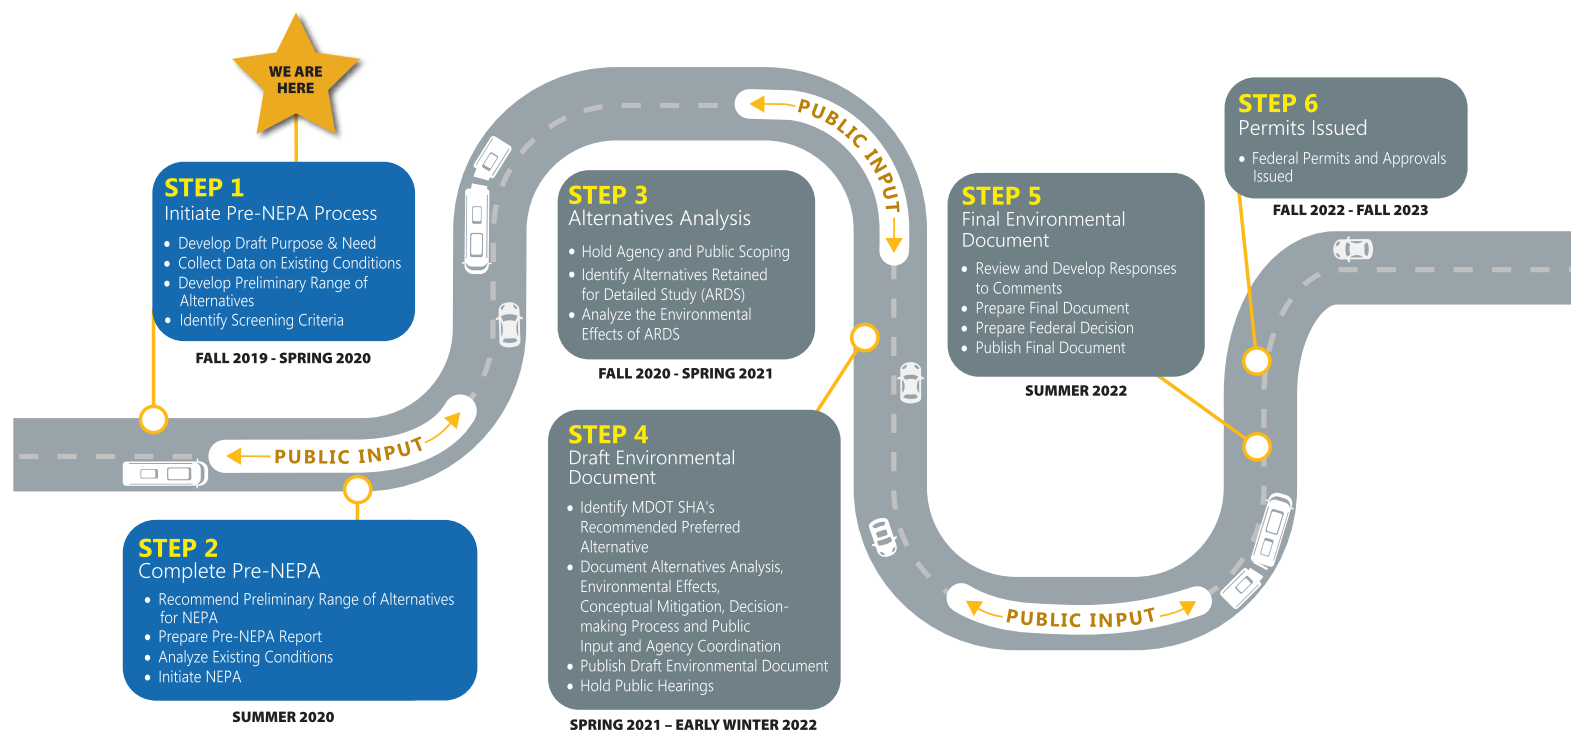 WE ARE
HERE
STEP 1
Initiate Pre-NEPA Process
• Develop Draft Purpose & Need
• Collect Data on Existing Conditions
• Develop Preliminary Range of
Alternatives
• Identify Screening Criteria
FALL 2019 - SPRING 2020
PUBLIC INPUT
STEP 2
Complete Pre-NEPA
• Recommend Preliminary Range of Alternatives
for NEPA
• Prepare Pre-NEPA Report
• Analyze Existing Conditions
• Initiate NEPA
SUMMER 2020
STEP 3
Alternatives Analysis
• Hold Agency and Public Scoping
• Identify Alternatives Retained
for Detailed Study (ARDS)
• Analyze the Environmental
Effects of ARDS
FALL 2020 - SPRING 2021
PUBLIC INPUT
STEP 4
Draft Environmental
Document
• Identify MDOT SHA's
Recommended Preferred
Alternative
• Document Alternatives Analysis,
Environmental Effects,
Conceptual Mitigation, Decision-
making Process and Public
Input and Agency Coordination
• Publish Draft Environmental Document
• Hold Public Hearings
SPRING 2021 – EARLY WINTER 2022
STEP 5
Final Environmental
Document
• Review and Develop Responses
to Comments
• Prepare Final Document
• Prepare Federal Decision
• Publish Final Document
SUMMER 2022
PUBLIC INPUT
STEP 6
Permits Issued
• Federal Permits and Approvals
Issued
FALL 2022 - FALL 2023